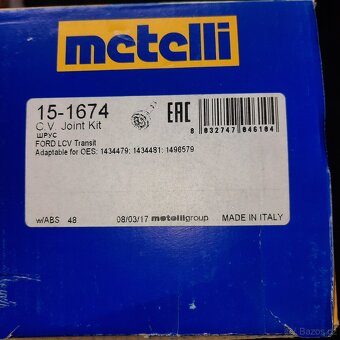 metelli
15-1674
C.V. Joint Kit
ШРУС
FORD LCV Transit
Adaptable for OES: 1434479; 1434481; 1496579
EAC
8 032747 046104
w/ABS 48
08/03/17 metelligroup
MADE IN ITALY